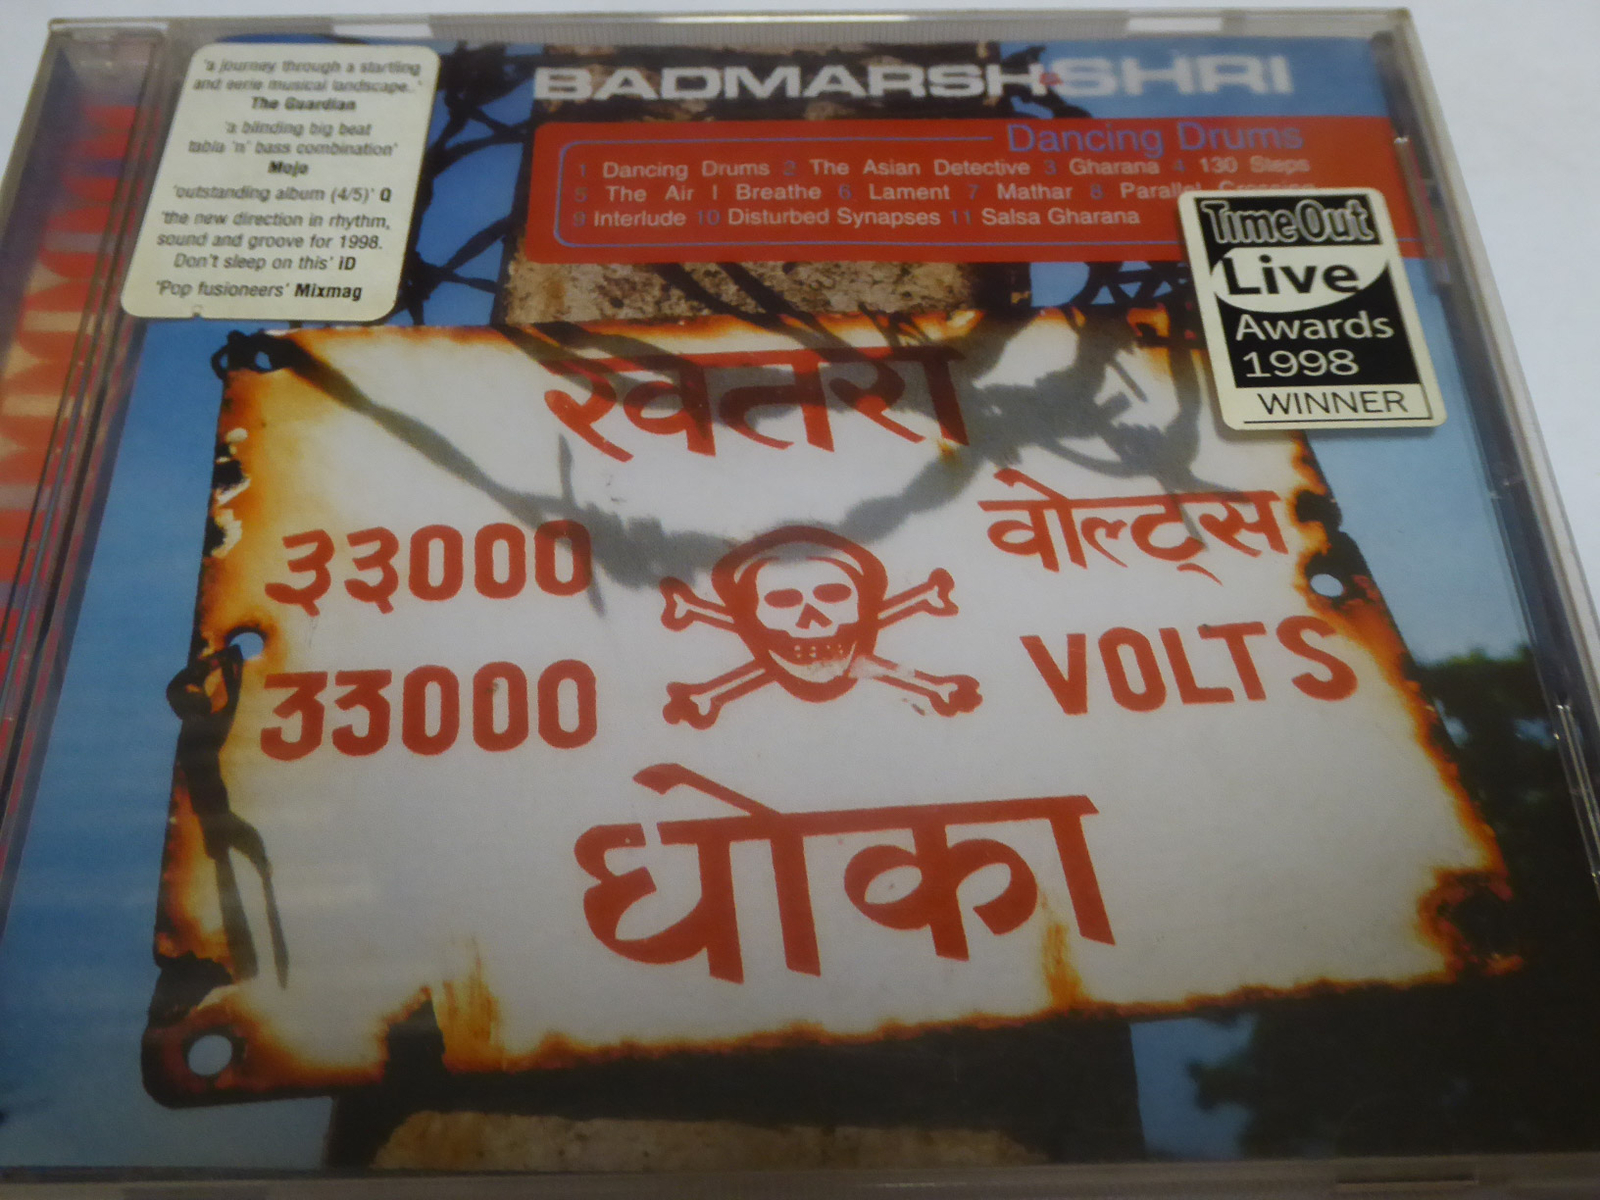 'a journey through a startling
and eerie musical landscape..'
The Guardian
'a blinding big beat
tabla 'n' bass combination'
Mojo
'outstanding album (4/5)' Q
'the new direction in rhythm,
sound and groove for 1998.
Don't sleep on this' iD
'Pop fusioneers' Mixmag
BADMARSH SHRI
Dancing Drums
1 Dancing Drums 2 The Asian Detective 3 Gharana 4 130 Steps
5 The Air I Breathe 6 Lament 7 Mathar 8 Parallel Crossing
9 Interlude 10 Disturbed Synapses 11 Salsa Gharana
Time Out
Live
Awards
1998
WINNER
खतरा
३३००० वोल्ट्स
33000 VOLTS
धोका